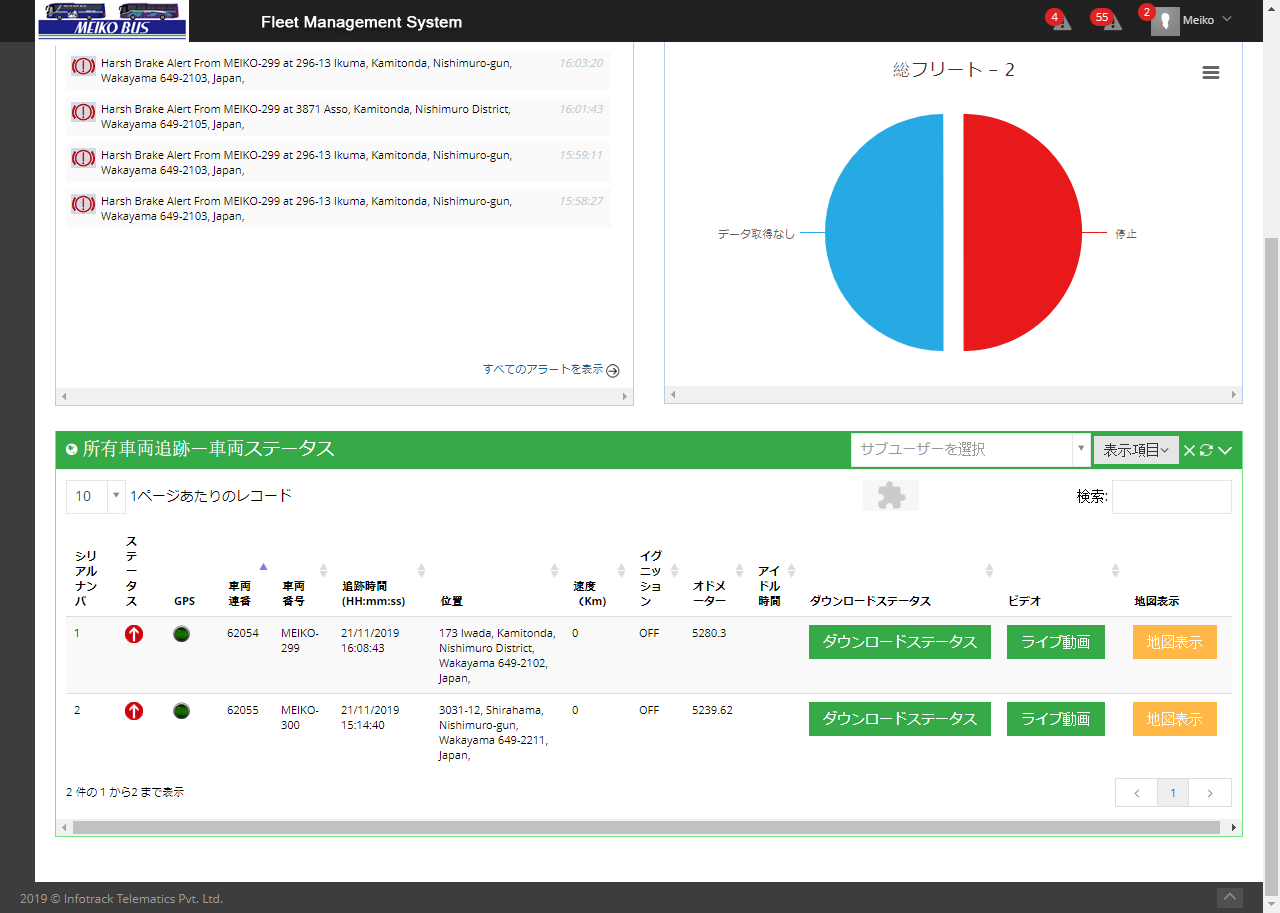 MEIKO BUS
Fleet Management System
4
55
2
Meiko
Harsh Brake Alert From MEIKO-299 at 296-13 Ikuma, Kamitonda, Nishimuro-gun,
Wakayama 649-2103, Japan,
16:03:20
Harsh Brake Alert From MEIKO-299 at 3871 Asso, Kamitonda, Nishimuro District,
Wakayama 649-2105, Japan,
16:01:43
Harsh Brake Alert From MEIKO-299 at 296-13 Ikuma, Kamitonda, Nishimuro-gun,
Wakayama 649-2103, Japan,
15:59:11
Harsh Brake Alert From MEIKO-299 at 296-13 Ikuma, Kamitonda, Nishimuro-gun,
Wakayama 649-2103, Japan,
15:58:27
すべてのアラートを表示
総フリート – 2
データ取得なし
停止
所有車両追跡ー車両ステータス
サブユーザーを選択
表示項目
10
1ページあたりのレコード
検索:
シリアルナンバ
ステータス
GPS
車両連番
車両番号
追跡時間 (HH:mm:ss)
位置
速度 （Km)
イグニッション
オドメーター
アイドル時間
ダウンロードステータス
ビデオ
地図表示
1
62054
MEIKO-299
21/11/2019 16:08:43
173 Iwada, Kamitonda,
Nishimuro District,
Wakayama 649-2102,
Japan,
0
OFF
5280.3
ダウンロードステータス
ライブ動画
地図表示
2
62055
MEIKO-300
21/11/2019 15:14:40
3031-12, Shirahama,
Nishimuro-gun,
Wakayama 649-2211,
Japan,
0
OFF
5239.62
ダウンロードステータス
ライブ動画
地図表示
2 件の 1 から2 まで表示
1
2019 © Infotrack Telematics Pvt. Ltd.